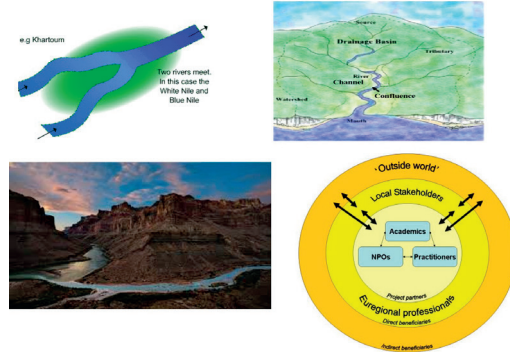 e.g Khartoum
Two rivers meet.
In this case the
White Nile and
Blue Nile
Source
Drainage Basin
Tributary
River
Channel
Confluence
Watershed
Mouth
'Outside world'
Local Stakeholders
Academics
NPOs
Practitioners
Project partners
Euregional professionals
Direct beneficiaries
Indirect beneficiaries